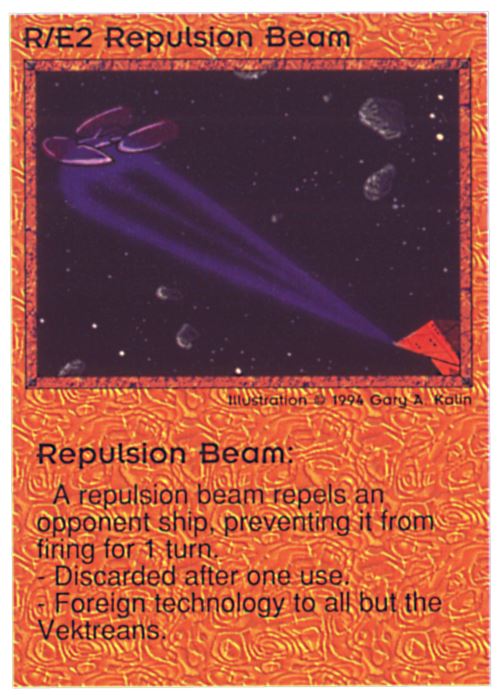 R/E2 Repulsion Beam
Illustration © 1994 Gary A. Kalin
Repulsion Beam:
A repulsion beam repels an
opponent ship, preventing it from
firing for 1 turn.
- Discarded after one use.
- Foreign technology to all but the
Vektreans.